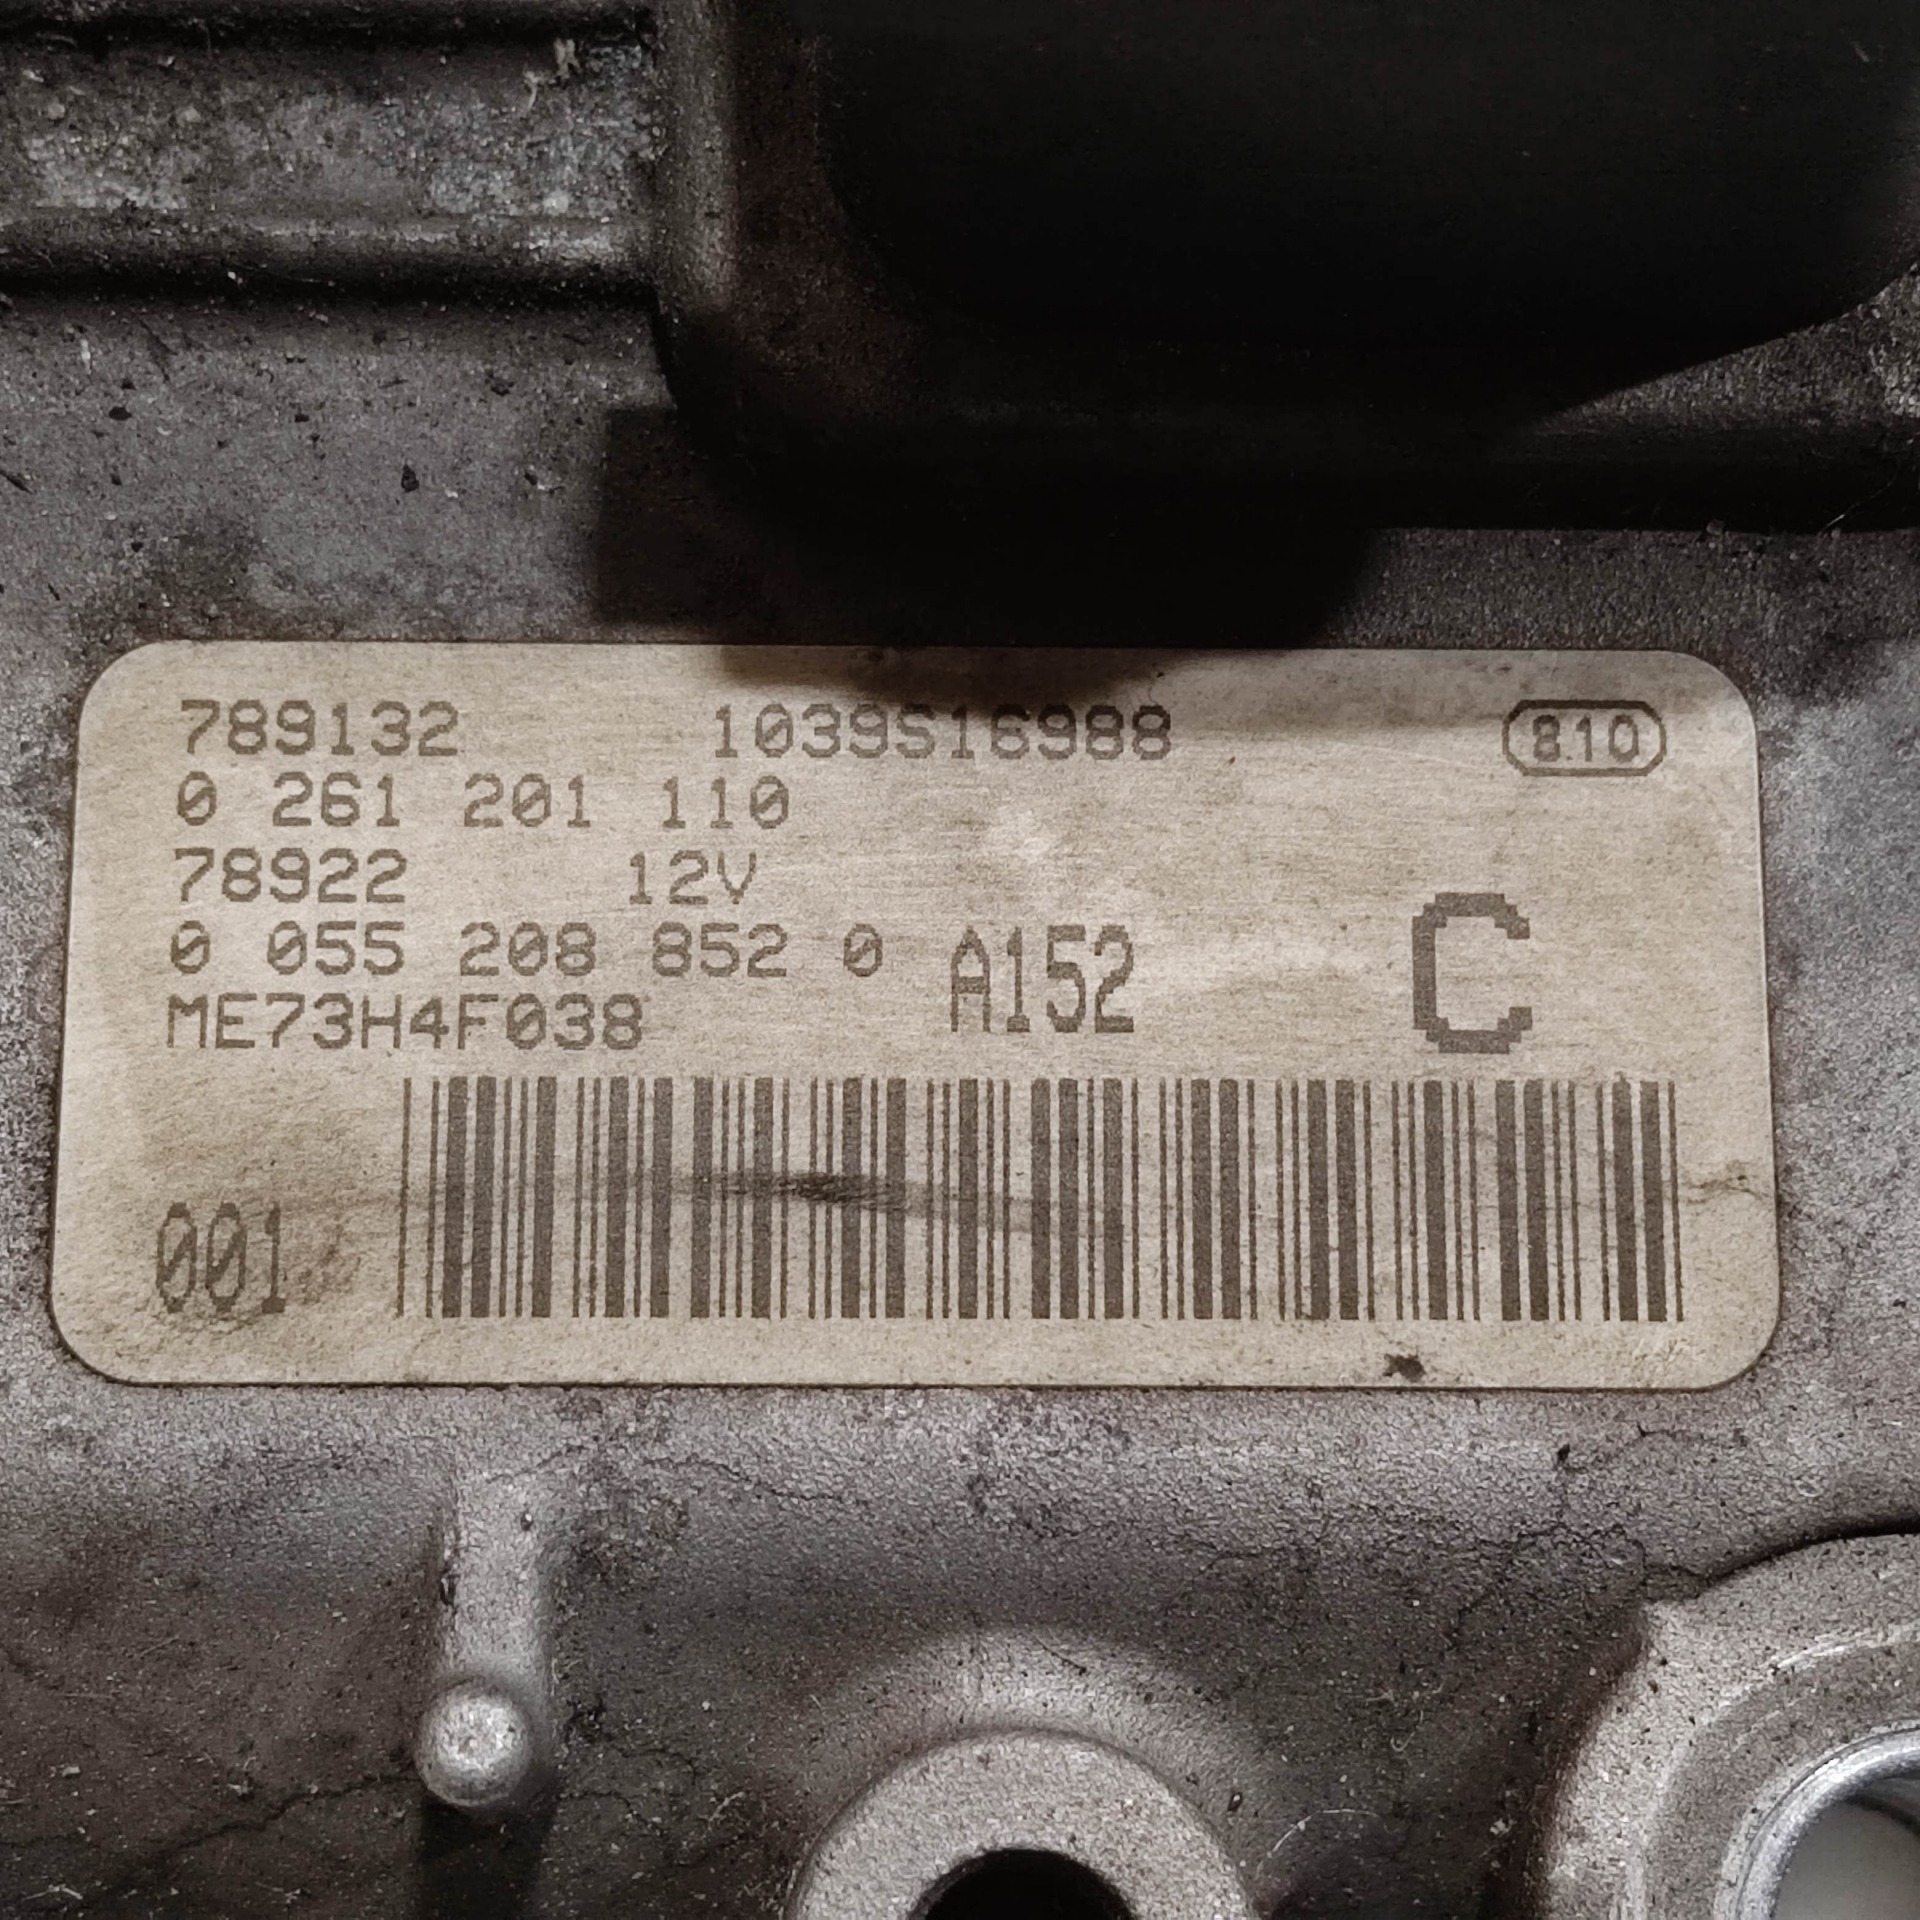 789132 1039S16988 8.10
0 261 201 110
78922 12V
0 055 208 852 0 A152 C
ME73H4F038
001